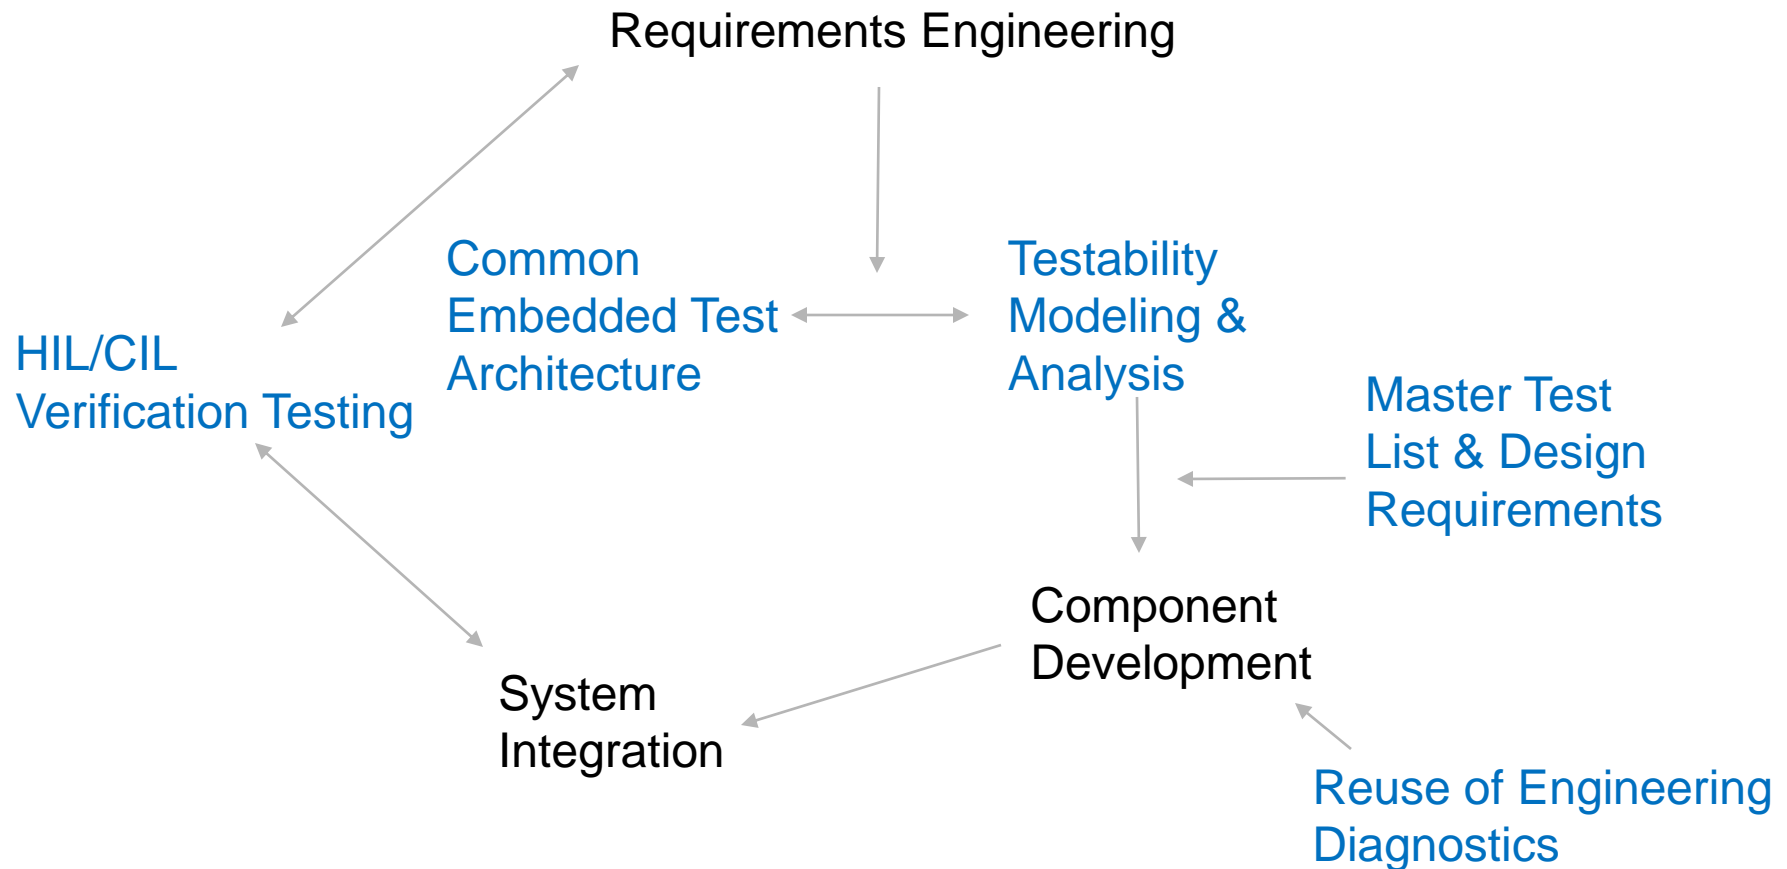 Requirements Engineering
Common
Embedded Test
Architecture
Testability
Modeling &
Analysis
HIL/CIL
Verification Testing
Master Test
List & Design
Requirements
Component
Development
System
Integration
Reuse of Engineering
Diagnostics